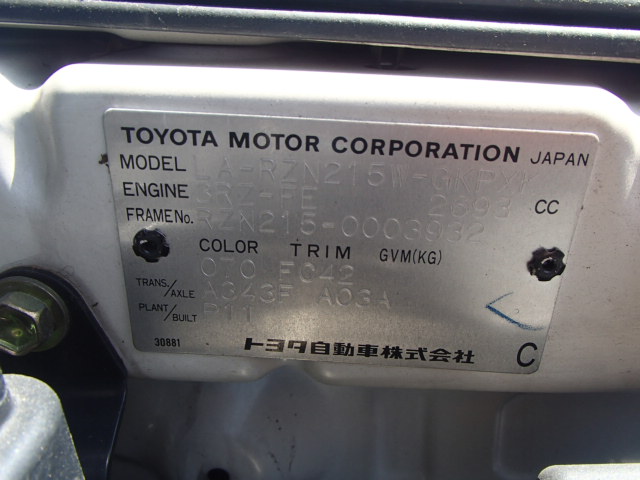 TOYOTA MOTOR CORPORATION JAPAN
MODEL LA-RZN215W-GKPGK
ENGINE 3RZ-FE 2693 CC
FRAME No. RZN215-0003932
COLOR TRIM GVM(KG)
070 FC42
TRANS./AXLE A343F A03A
PLANT/BUILT P11
30881 トヨタ自動車株式会社 C